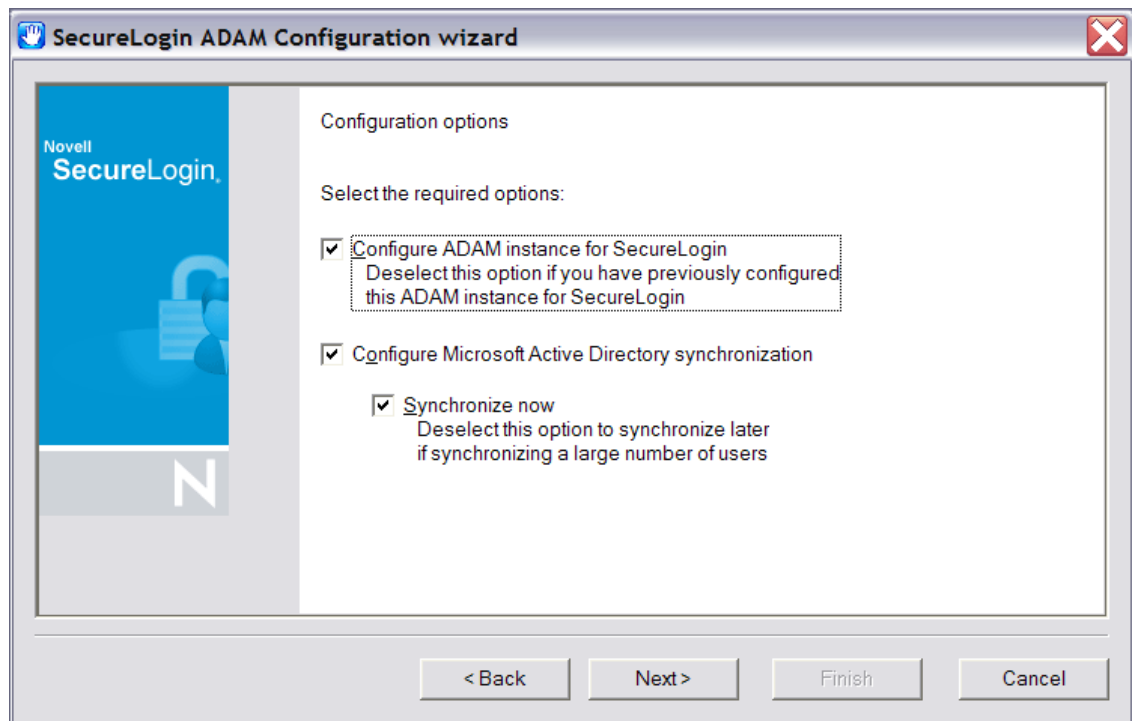 SecureLogin ADAM Configuration wizard
Novell
SecureLogin.
N
Configuration options
Select the required options:
Configure ADAM instance for SecureLogin
Deselect this option if you have previously configured
this ADAM instance for SecureLogin
Configure Microsoft Active Directory synchronization
Synchronize now
Deselect this option to synchronize later
if synchronizing a large number of users
< Back
Next >
Finish
Cancel